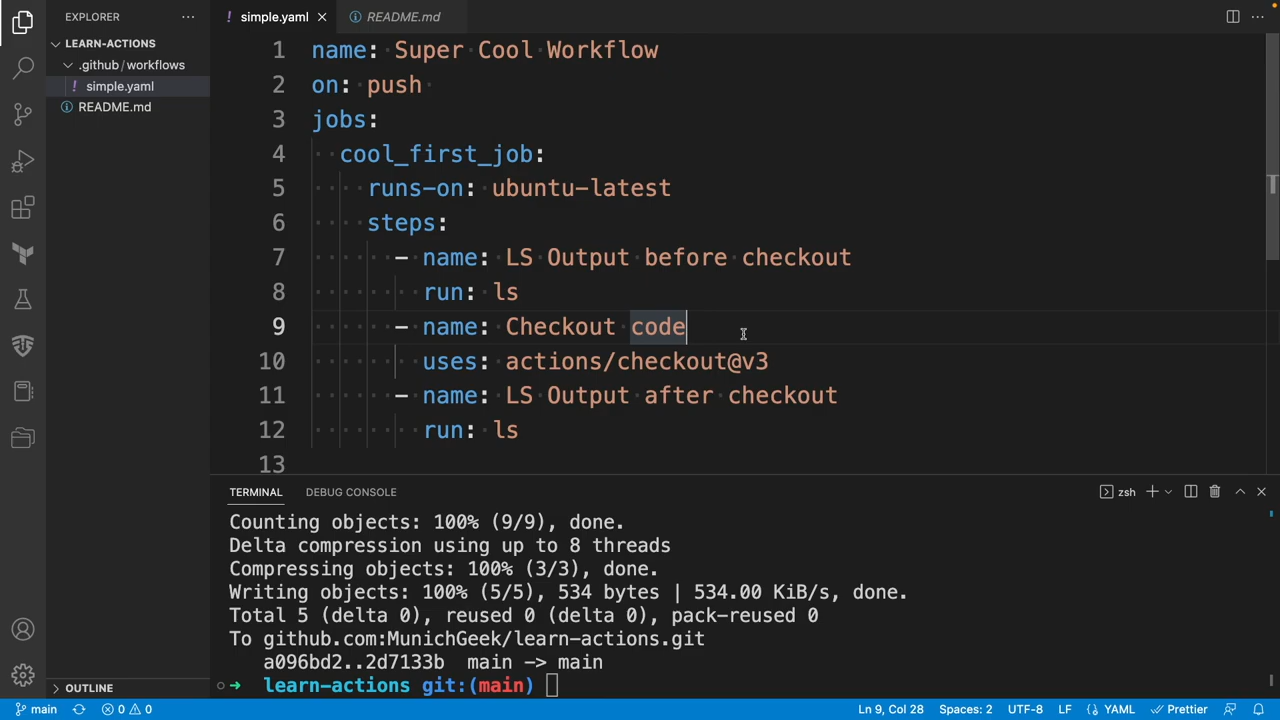 EXPLORER
LEARN-ACTIONS
.github/workflows
! simple.yaml
README.md
OUTLINE
! simple.yaml
README.md
1 name: Super Cool Workflow
2 on: push
3 jobs:
4 cool_first_job:
5 runs-on: ubuntu-latest
6 steps:
7 - name: LS Output before checkout
8 run: ls
9 - name: Checkout code
10 uses: actions/checkout@v3
11 - name: LS Output after checkout
12 run: ls
13
TERMINAL DEBUG CONSOLE zsh
Counting objects: 100% (9/9), done.
Delta compression using up to 8 threads
Compressing objects: 100% (3/3), done.
Writing objects: 100% (5/5), 534 bytes | 534.00 KiB/s, done.
Total 5 (delta 0), reused 0 (delta 0), pack-reused 0
To github.com:MunichGeek/learn-actions.git
a096bd2..2d7133b main -> main
learn-actions git:(main)
main 0 0 Ln 9, Col 28 Spaces: 2 UTF-8 LF YAML Prettier